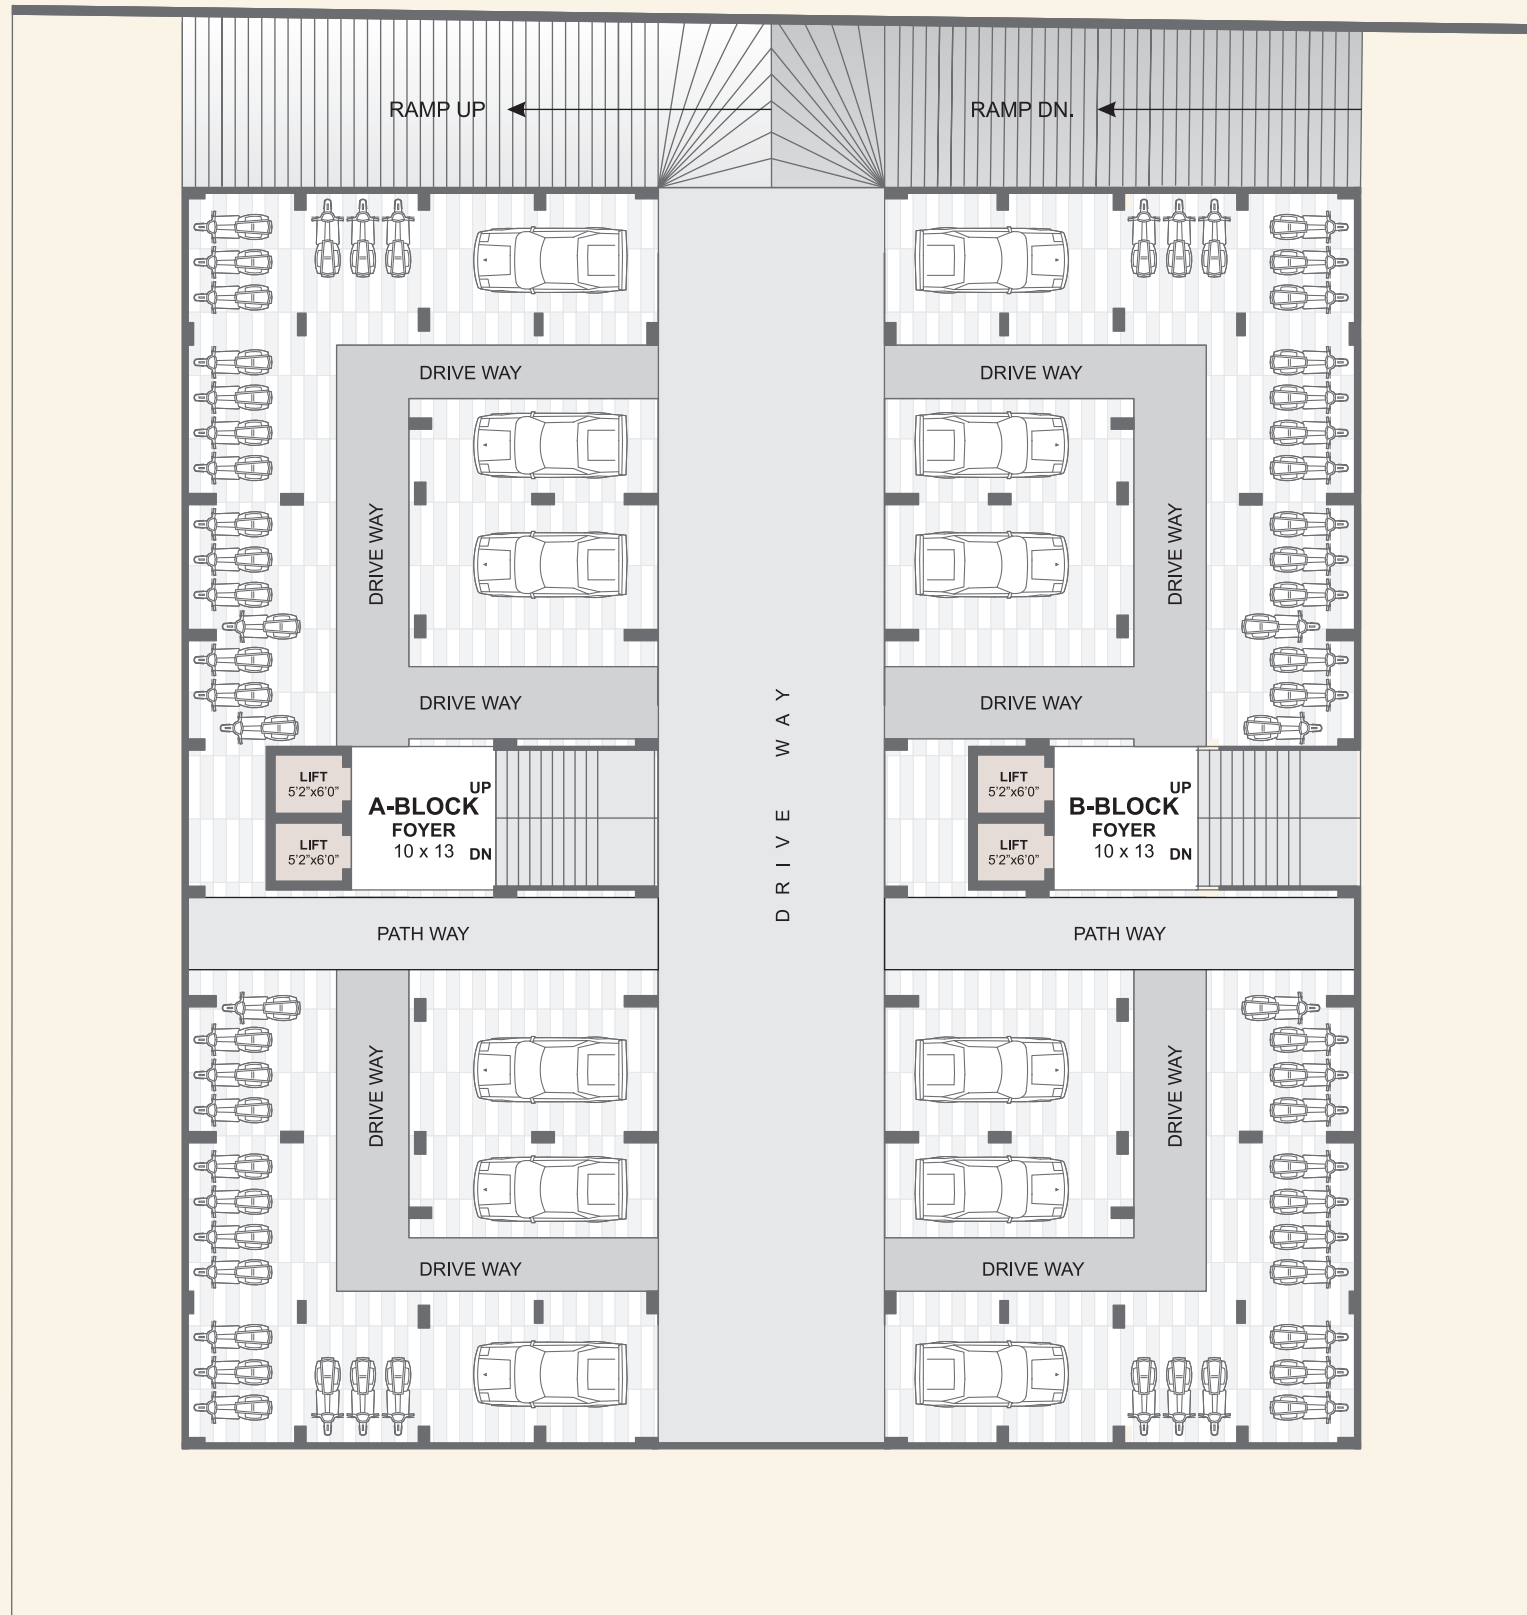 RAMP UP
RAMP DN.
DRIVE WAY
DRIVE WAY
DRIVE WAY
DRIVE WAY
DRIVE WAY
DRIVE WAY
DRIVE WAY
LIFT
5'2"x6'0"
LIFT
5'2"x6'0"
UP
A-BLOCK
FOYER
10 x 13
DN
LIFT
5'2"x6'0"
LIFT
5'2"x6'0"
UP
B-BLOCK
FOYER
10 x 13
DN
PATH WAY
PATH WAY
DRIVE WAY
DRIVE WAY
DRIVE WAY
DRIVE WAY